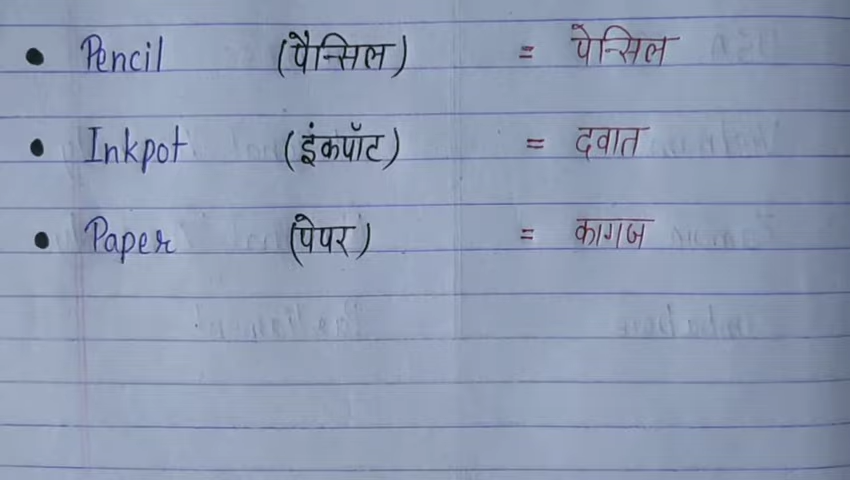 • Pencil (पैन्सिल) = पेन्सिल
• Inkpot (इंकपॉट) = दवात
• Paper (पेपर) = कागज